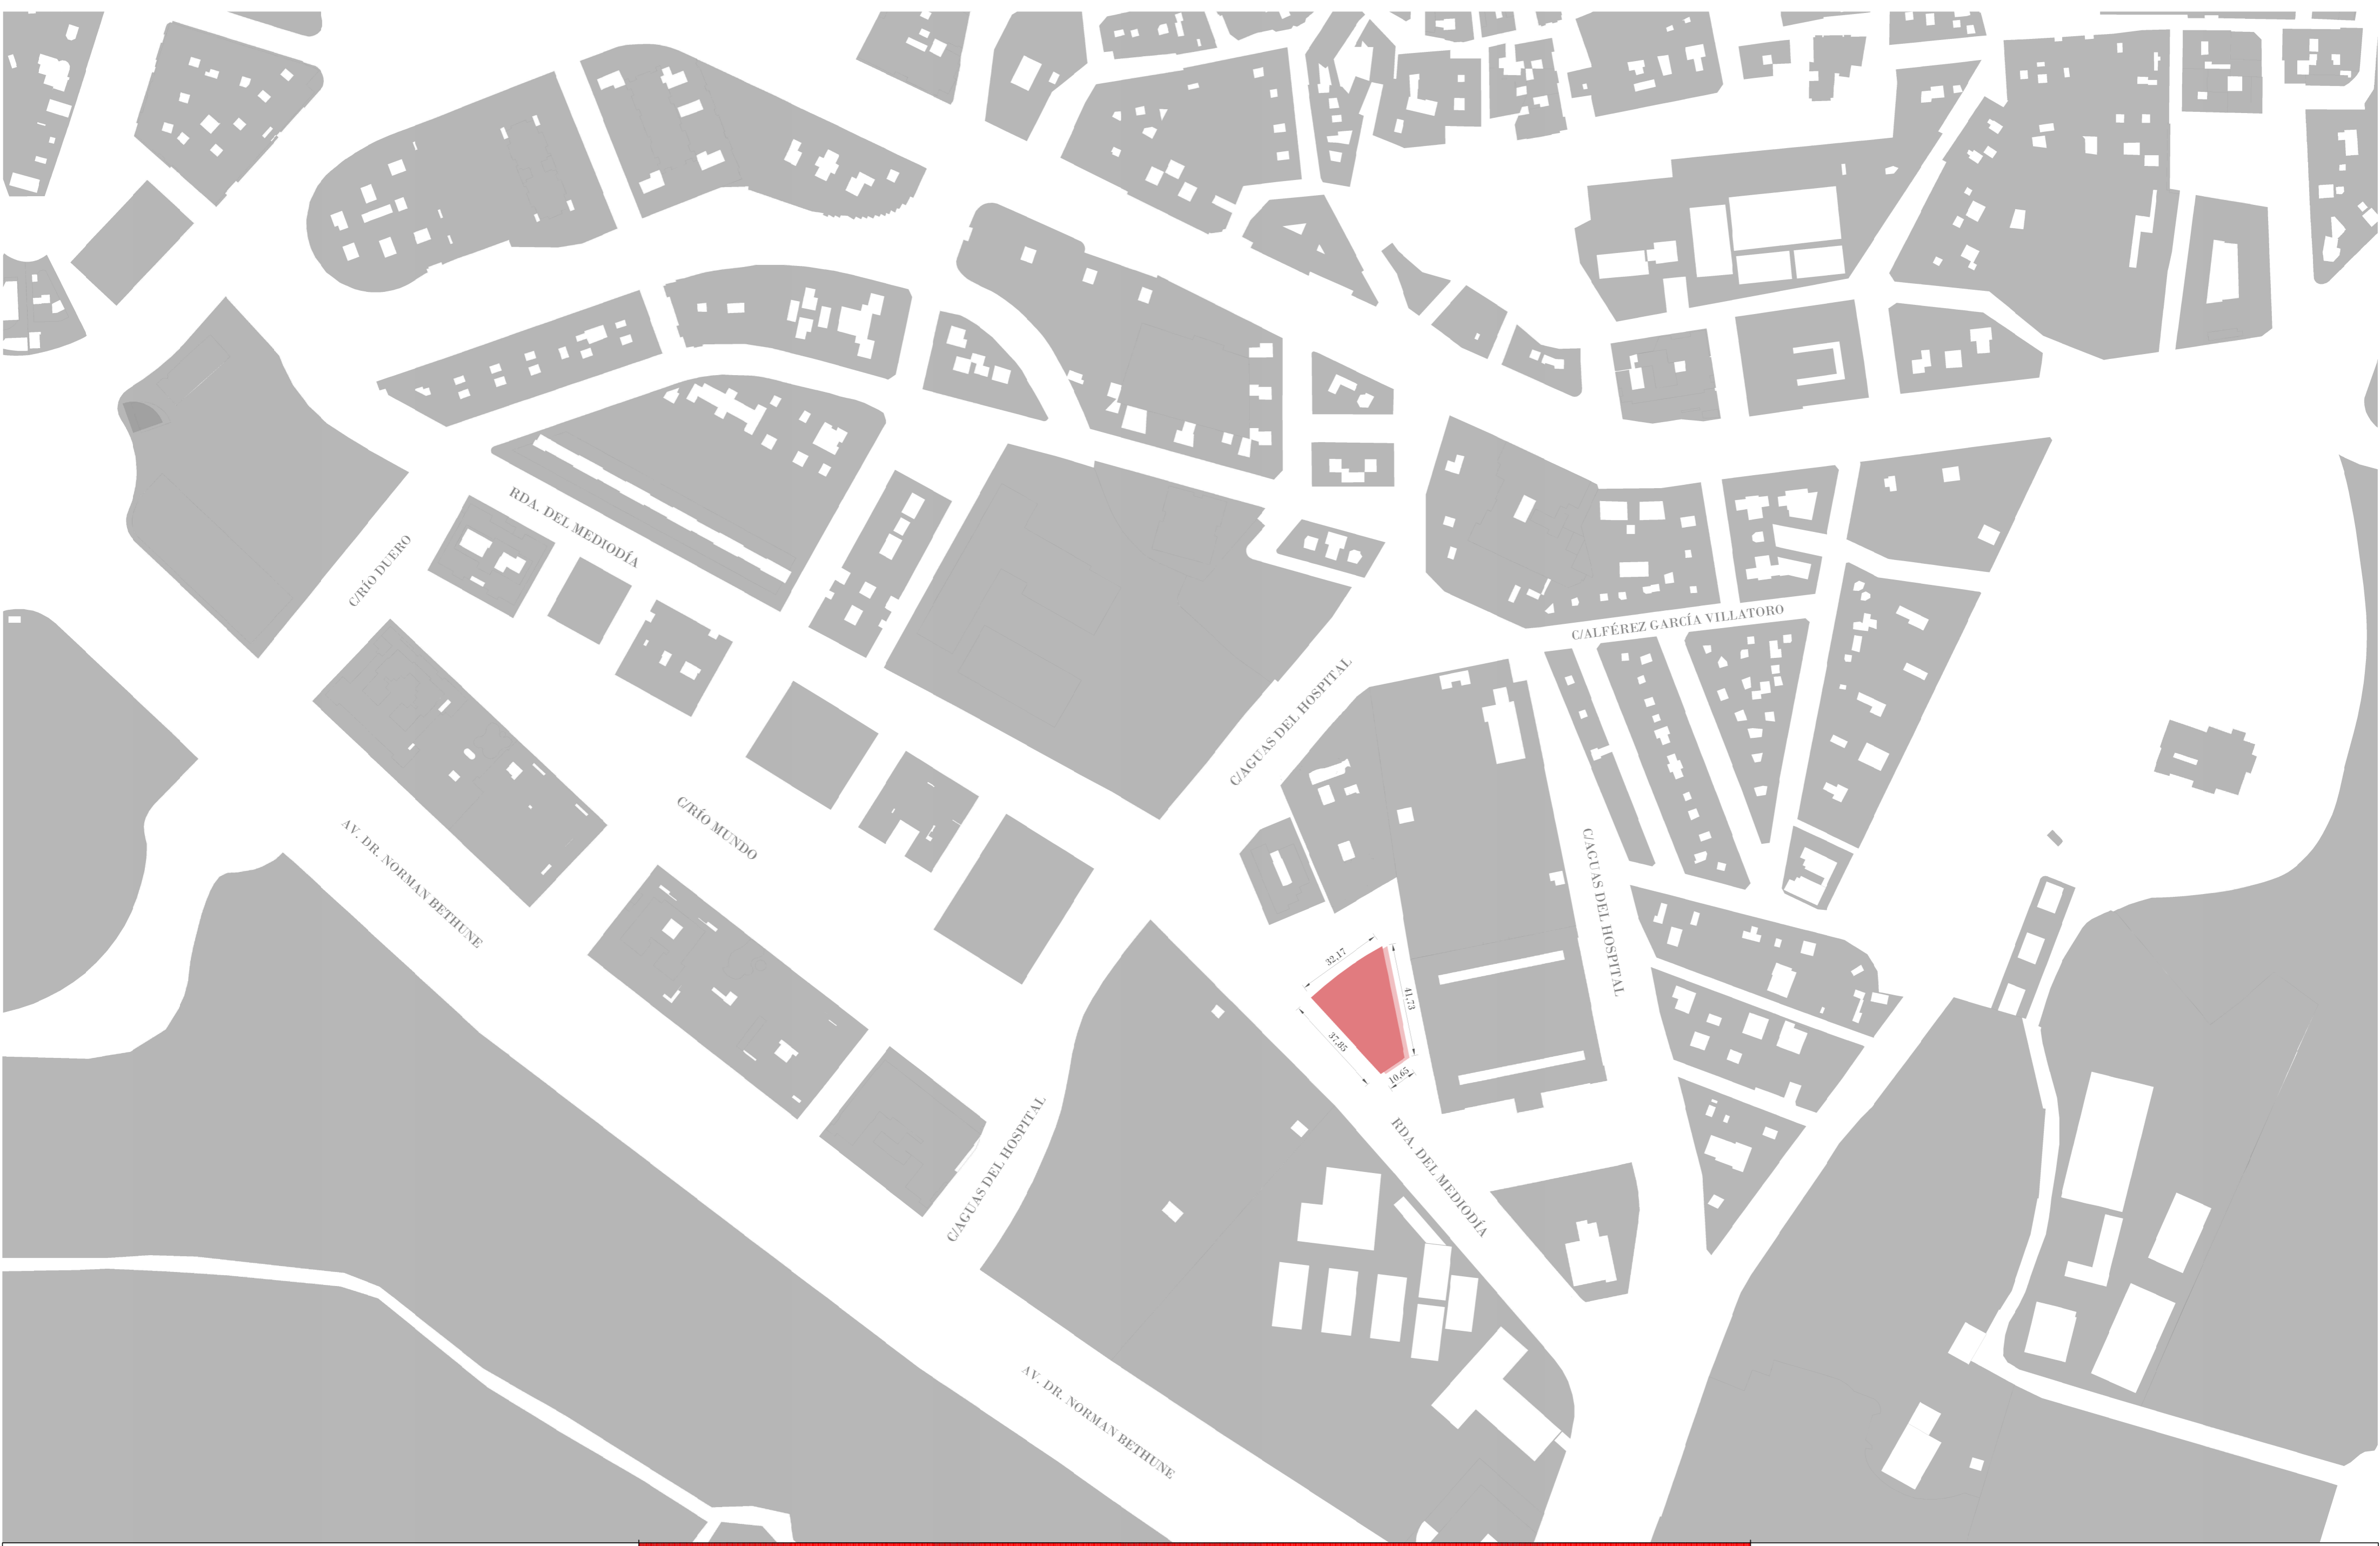 RDA. DEL MEDIODÍA
C/RÍO DUERO
C/ALFÉREZ GARCÍA VILLATORO
C/AGUAS DEL HOSPITAL
C/RÍO MUNDO
AV. DR. NORMAN BETHUNE
C/AGUAS DEL HOSPITAL
32,17
41,73
37,85
10,65
C/AGUAS DEL HOSPITAL
RDA. DEL MEDIODÍA
AV. DR. NORMAN BETHUNE